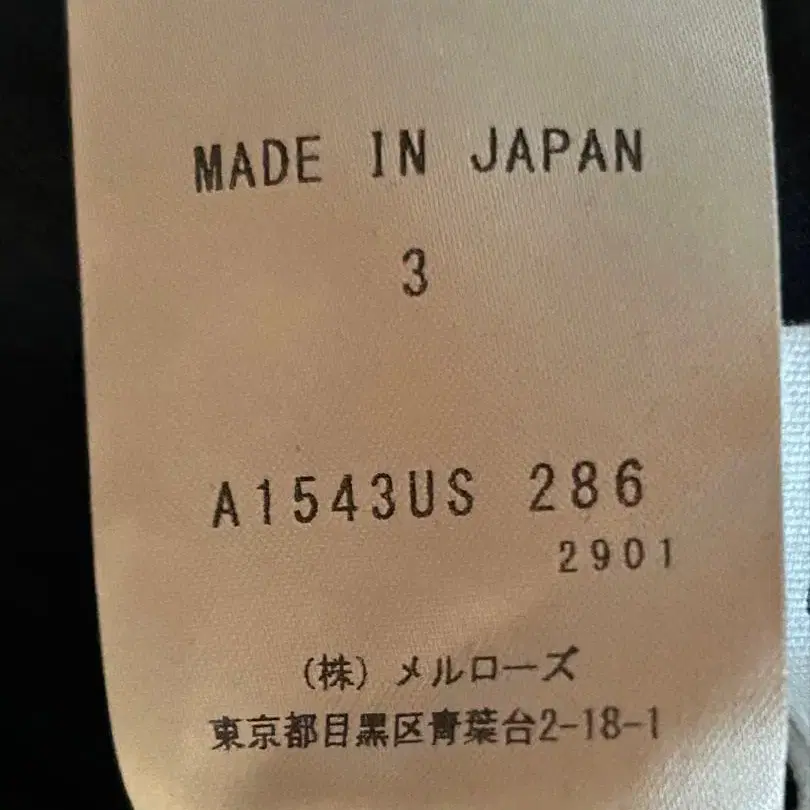 MADE IN JAPAN
3
A1543US 286
2901
(株) メルローズ
東京都目黒区青葉台2-18-1